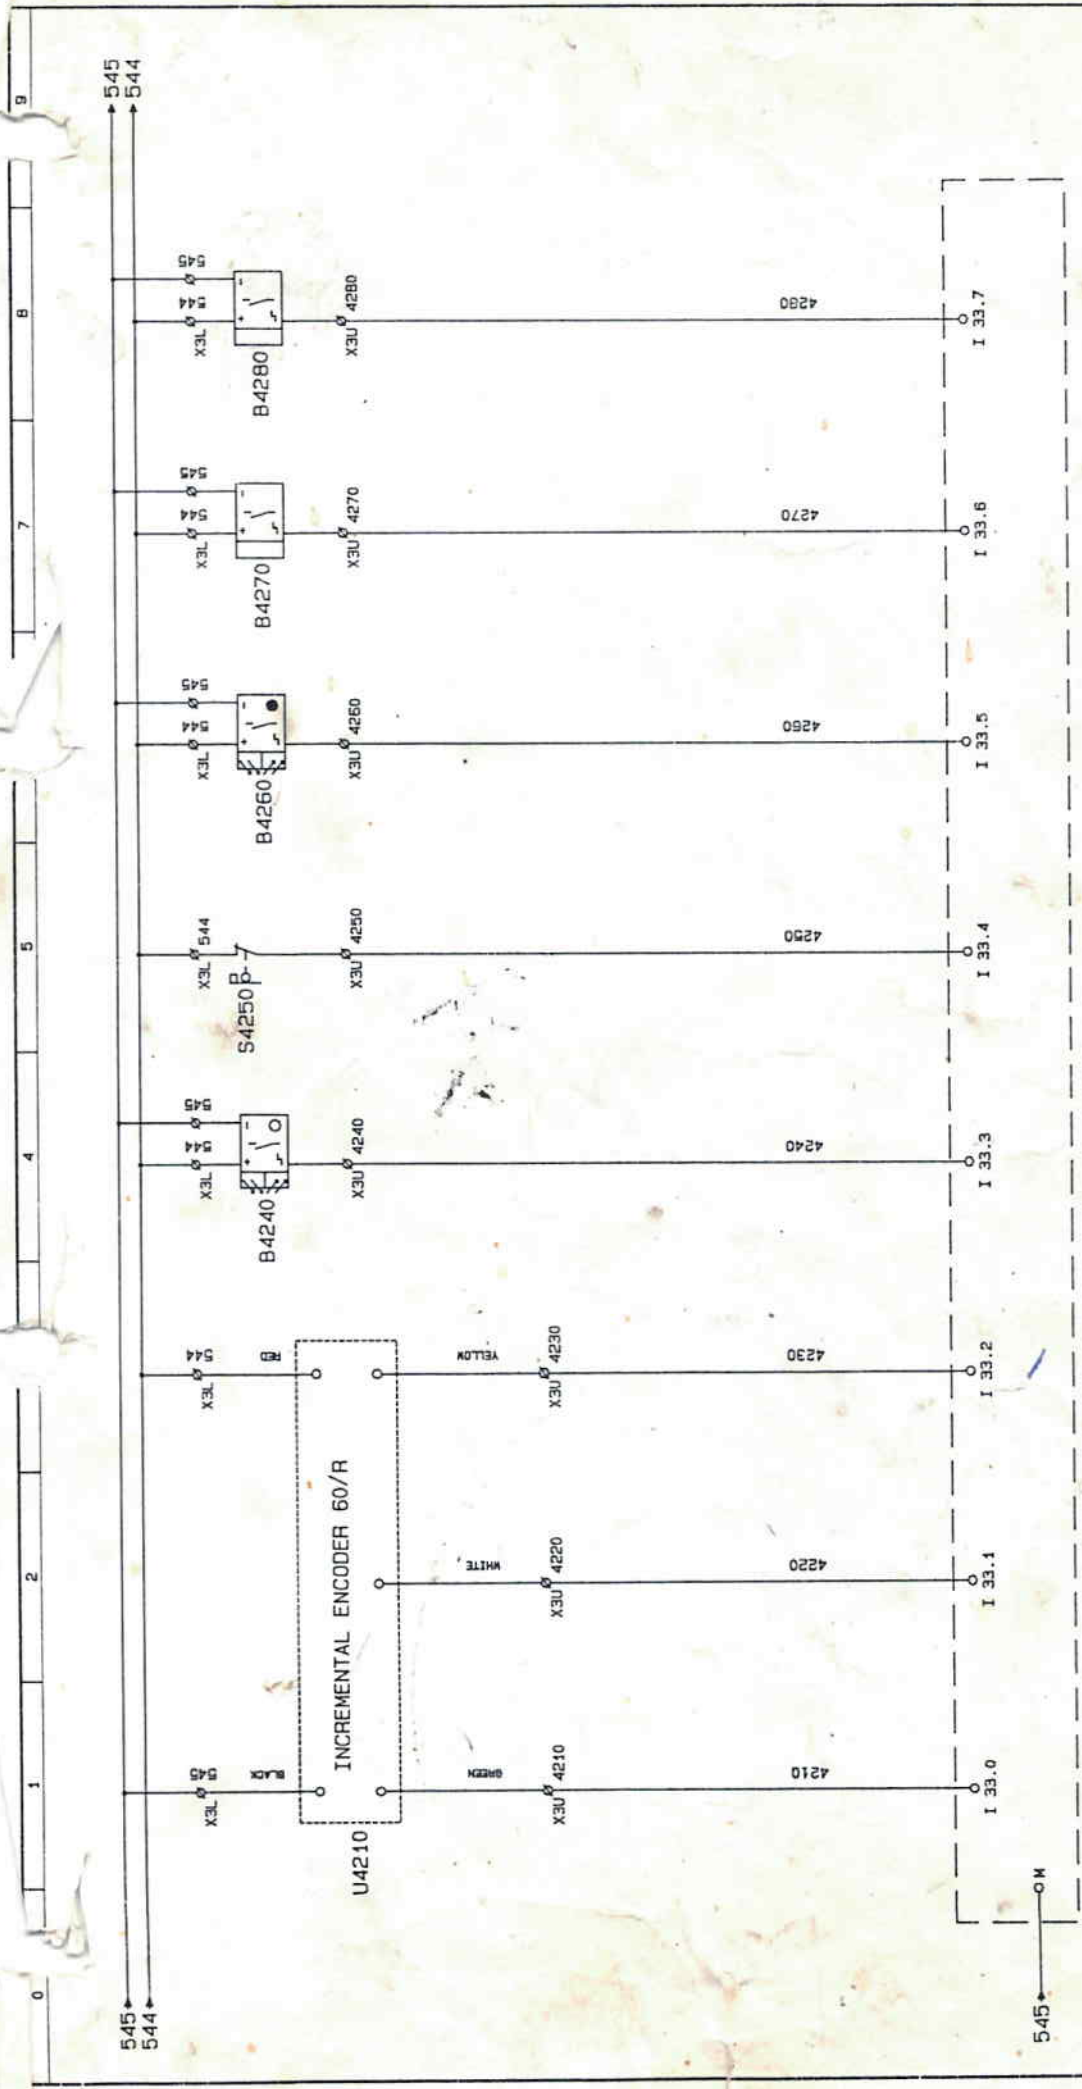 0 1 2 4 5 7 8 9
545 545
544 544
X3L 545
X3L 544
X3L 544 545
X3L 544
X3L 544 545
X3L 544 545
X3L 544 545
BLACK
RED
B4240
S4250
B4260
B4270
B4280
U4210
INCREMENTAL ENCODER 60/R
X3U 4240
X3U 4250
X3U 4260
X3U 4270
X3U 4280
GREEN
WHITE
YELLOW
X3U 4210
X3U 4220
X3U 4230
4210
4220
4230
4240
4250
4260
4270
4280
I 33.0
I 33.1
I 33.2
I 33.3
I 33.4
I 33.5
I 33.6
I 33.7
545
M